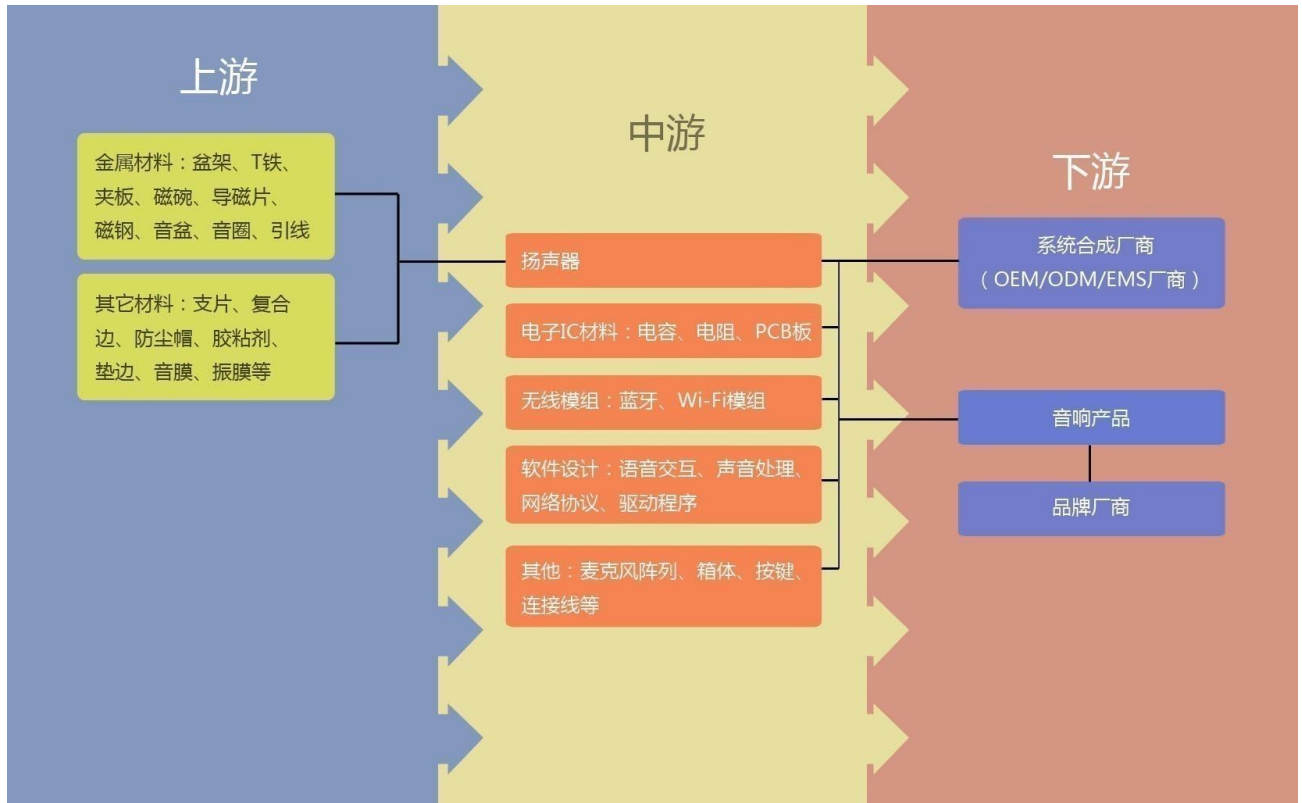 上游
金属材料：盆架、T铁、
夹板、磁碗、导磁片、
磁钢、音盆、音圈、引线
其它材料：支片、复合
边、防尘帽、胶粘剂、
垫边、音膜、振膜等
中游
扬声器
电子IC材料：电容、电阻、PCB板
无线模组：蓝牙、Wi-Fi模组
软件设计：语音交互、声音处理、
网络协议、驱动程序
其他：麦克风阵列、箱体、按键、
连接线等
下游
系统合成厂商
（OEM/ODM/EMS厂商）
音响产品
品牌厂商